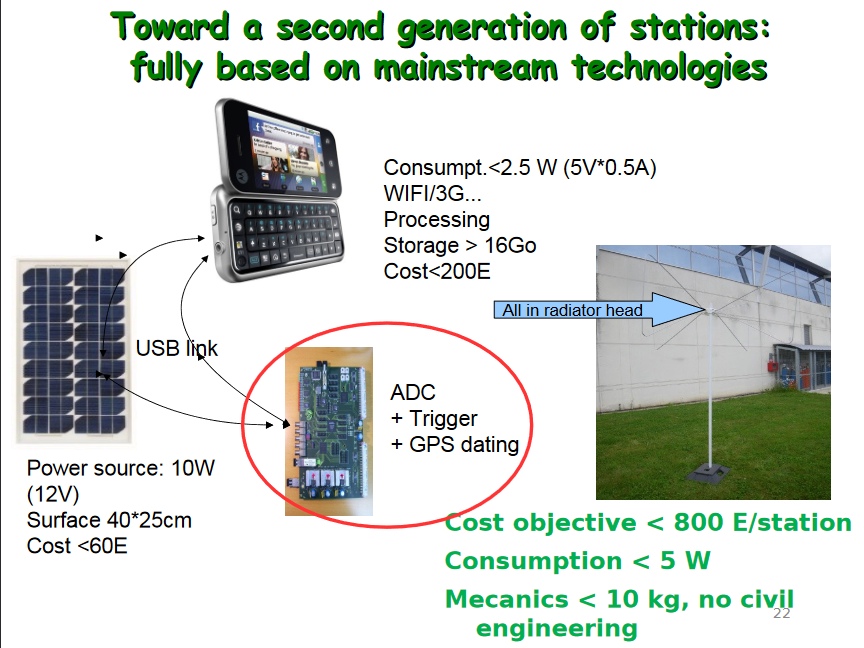 Toward a second generation of stations:
fully based on mainstream technologies
Consumpt.<2.5 W (5V*0.5A)
WIFI/3G...
Processing
Storage > 16Go
Cost<200E
All in radiator head
USB link
ADC
+ Trigger
+ GPS dating
Power source: 10W
(12V)
Surface 40*25cm
Cost <60E
Cost objective < 800 E/station
Consumption < 5 W
Mecanics < 10 kg, no civil
engineering
22